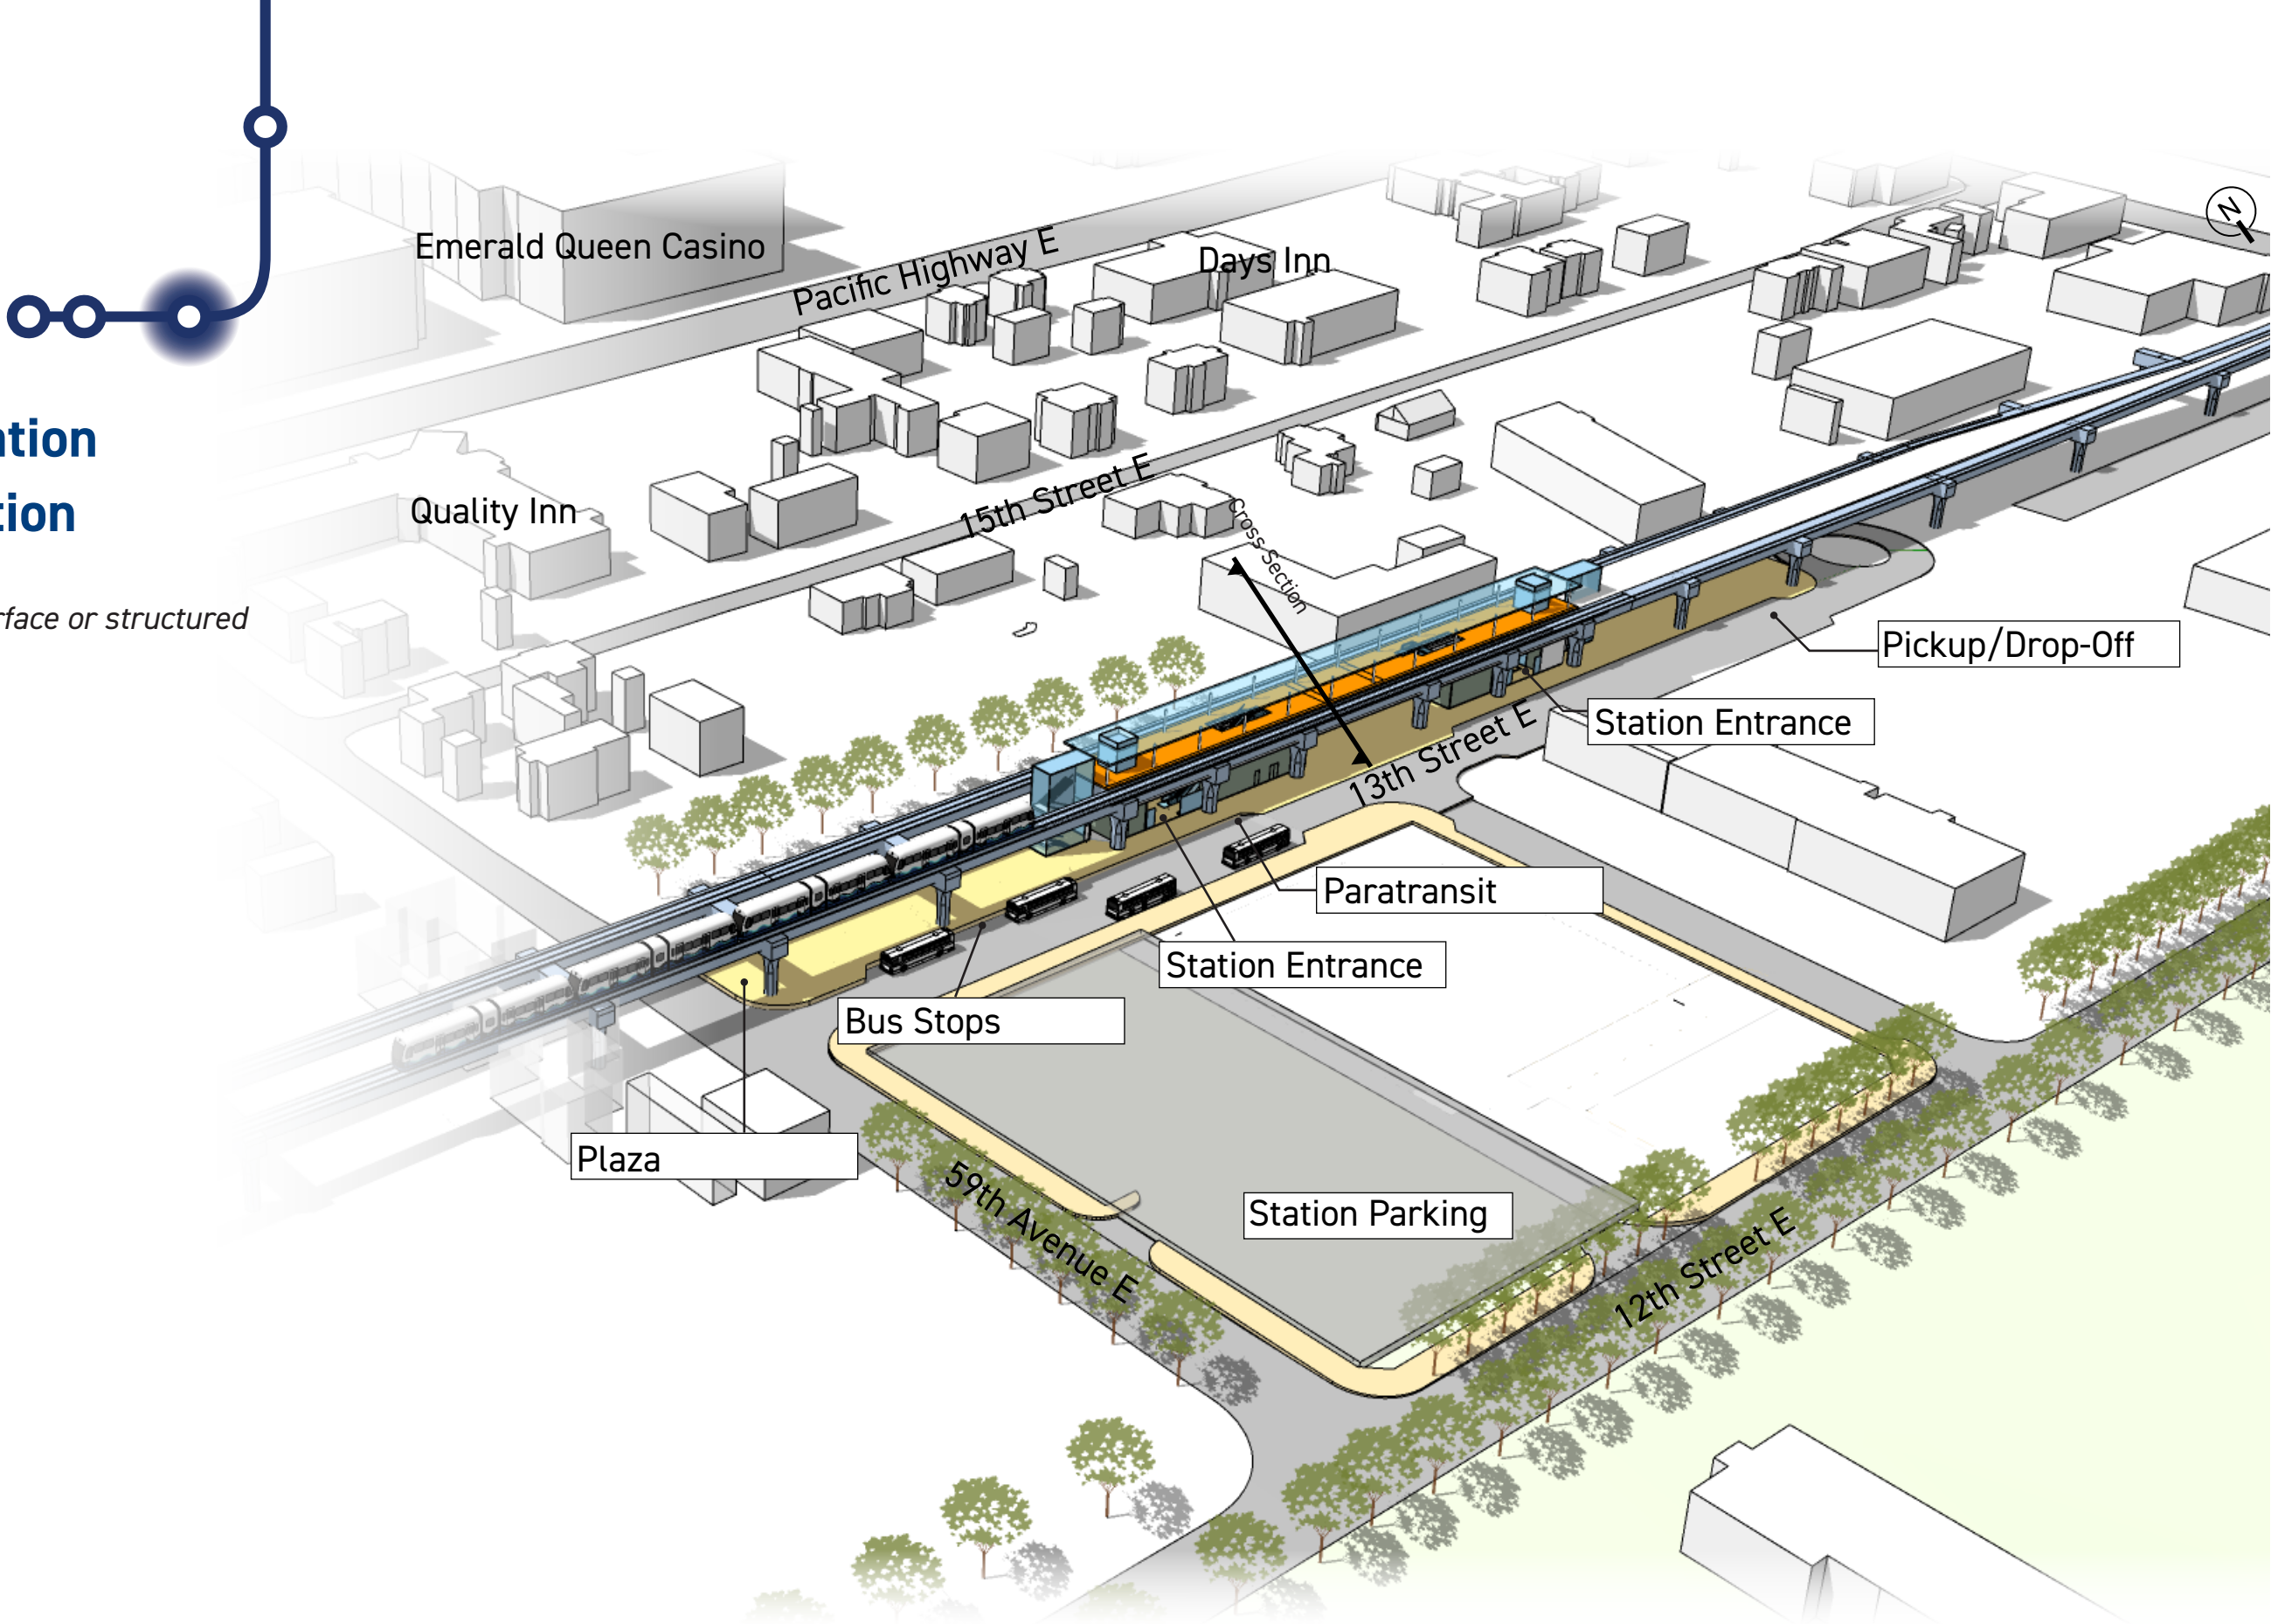 N
Emerald Queen Casino
Pacific Highway E
Days Inn
ation
tion
Quality Inn
15th Street E
Cross Section
rface or structured
Pickup/Drop-Off
Station Entrance
13th Street E
Paratransit
Station Entrance
Bus Stops
Plaza
59th Avenue E
Station Parking
12th Street E